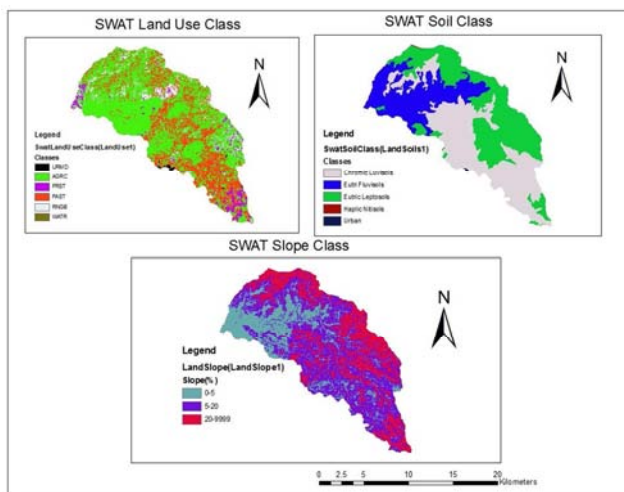 SWAT Land Use Class
N
Legend
SwatLandUseClass(LandUse1)
Classes
AGRC
FRST
PAST
RNGB
WATR
SWAT Soil Class
N
Legend
SwatSoilClass(LandSoils1)
Classes
Chromic Luvisols
Eutric Fluvisols
Eutric Leptosols
Haplic Nitisols
Urban
SWAT Slope Class
N
Legend
LandSlope(LandSlope1)
Slope(%)
0-5
5-20
20-9999
0 2.5 5 10 15 20
Kilometers